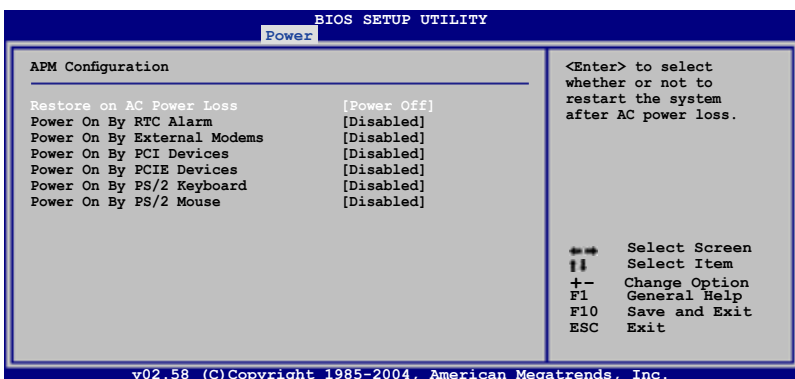 BIOS SETUP UTILITY
Power
APM Configuration
Restore on AC Power Loss [Power Off]
Power On By RTC Alarm [Disabled]
Power On By External Modems [Disabled]
Power On By PCI Devices [Disabled]
Power On By PCIE Devices [Disabled]
Power On By PS/2 Keyboard [Disabled]
Power On By PS/2 Mouse [Disabled]
<Enter> to select
whether or not to
restart the system
after AC power loss.
Select Screen
Select Item
+- Change Option
F1 General Help
F10 Save and Exit
ESC Exit
v02.58 (C)Copyright 1985-2004, American Megatrends, Inc.